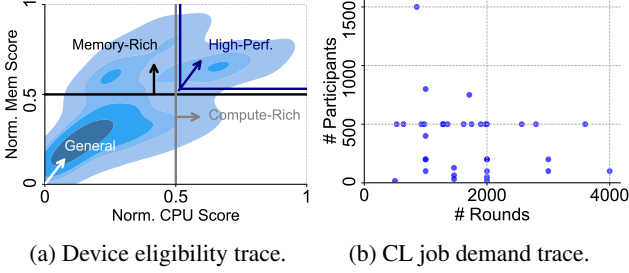 1
Norm. Mem Score
0.5
0
Memory-Rich
High-Perf.
Compute-Rich
General
0
0.5
1
Norm. CPU Score
(a) Device eligibility trace.
1500
1000
500
0
# Participants
0
2000
4000
# Rounds
(b) CL job demand trace.